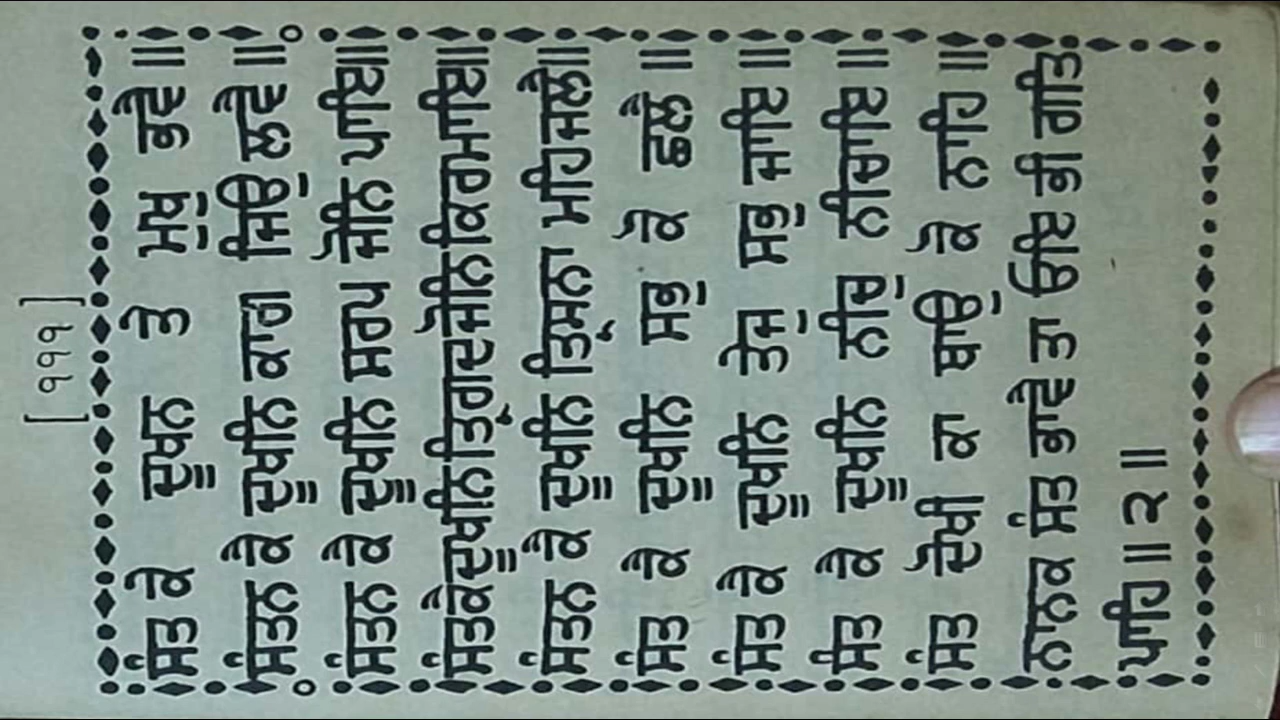 [ ੧੧੧ ]
ਸੰਤ ਕੈ ਦੂਖਨ ਤੇ ਮੁਖੁ ਭਵੈ ॥
ਸੰਤਨ ਕੈ ਦੂਖਨਿ ਕਾਗ ਜਿਉ ਲਵੈ ॥
ਸੰਤਨ ਕੈ ਦੂਖਨਿ ਸਰਪ ਜੋਨਿ ਪਾਇ॥
ਸੰਤ ਕੈ ਦੂਖਨਿ ਤ੍ਰਿਗਦ ਜੋਨਿ ਕਿਰਮਾਇ॥
ਸੰਤਨ ਕੈ ਦੂਖਨਿ ਤ੍ਰਿਸਨਾ ਮਹਿ ਜਲੈ॥
ਸੰਤ ਕੈ ਦੂਖਨਿ ਸਭੁ ਕੋ ਛਲੈ ॥
ਸੰਤ ਕੈ ਦੂਖਨਿ ਤੇਜੁ ਸਭੁ ਜਾਇ ॥
ਸੰਤ ਕੈ ਦੂਖਨਿ ਨੀਚੁ ਨੀਚਾਇ ॥
ਸੰਤ ਦੋਖੀ ਕਾ ਥਾਉ ਕੋ ਨਾਹਿ ॥
ਨਾਨਕ ਸੰਤ ਭਾਵੈ ਤਾ ਓਇ ਭੀ ਗਤਿ
ਪਾਹਿ ॥ ੨ ॥